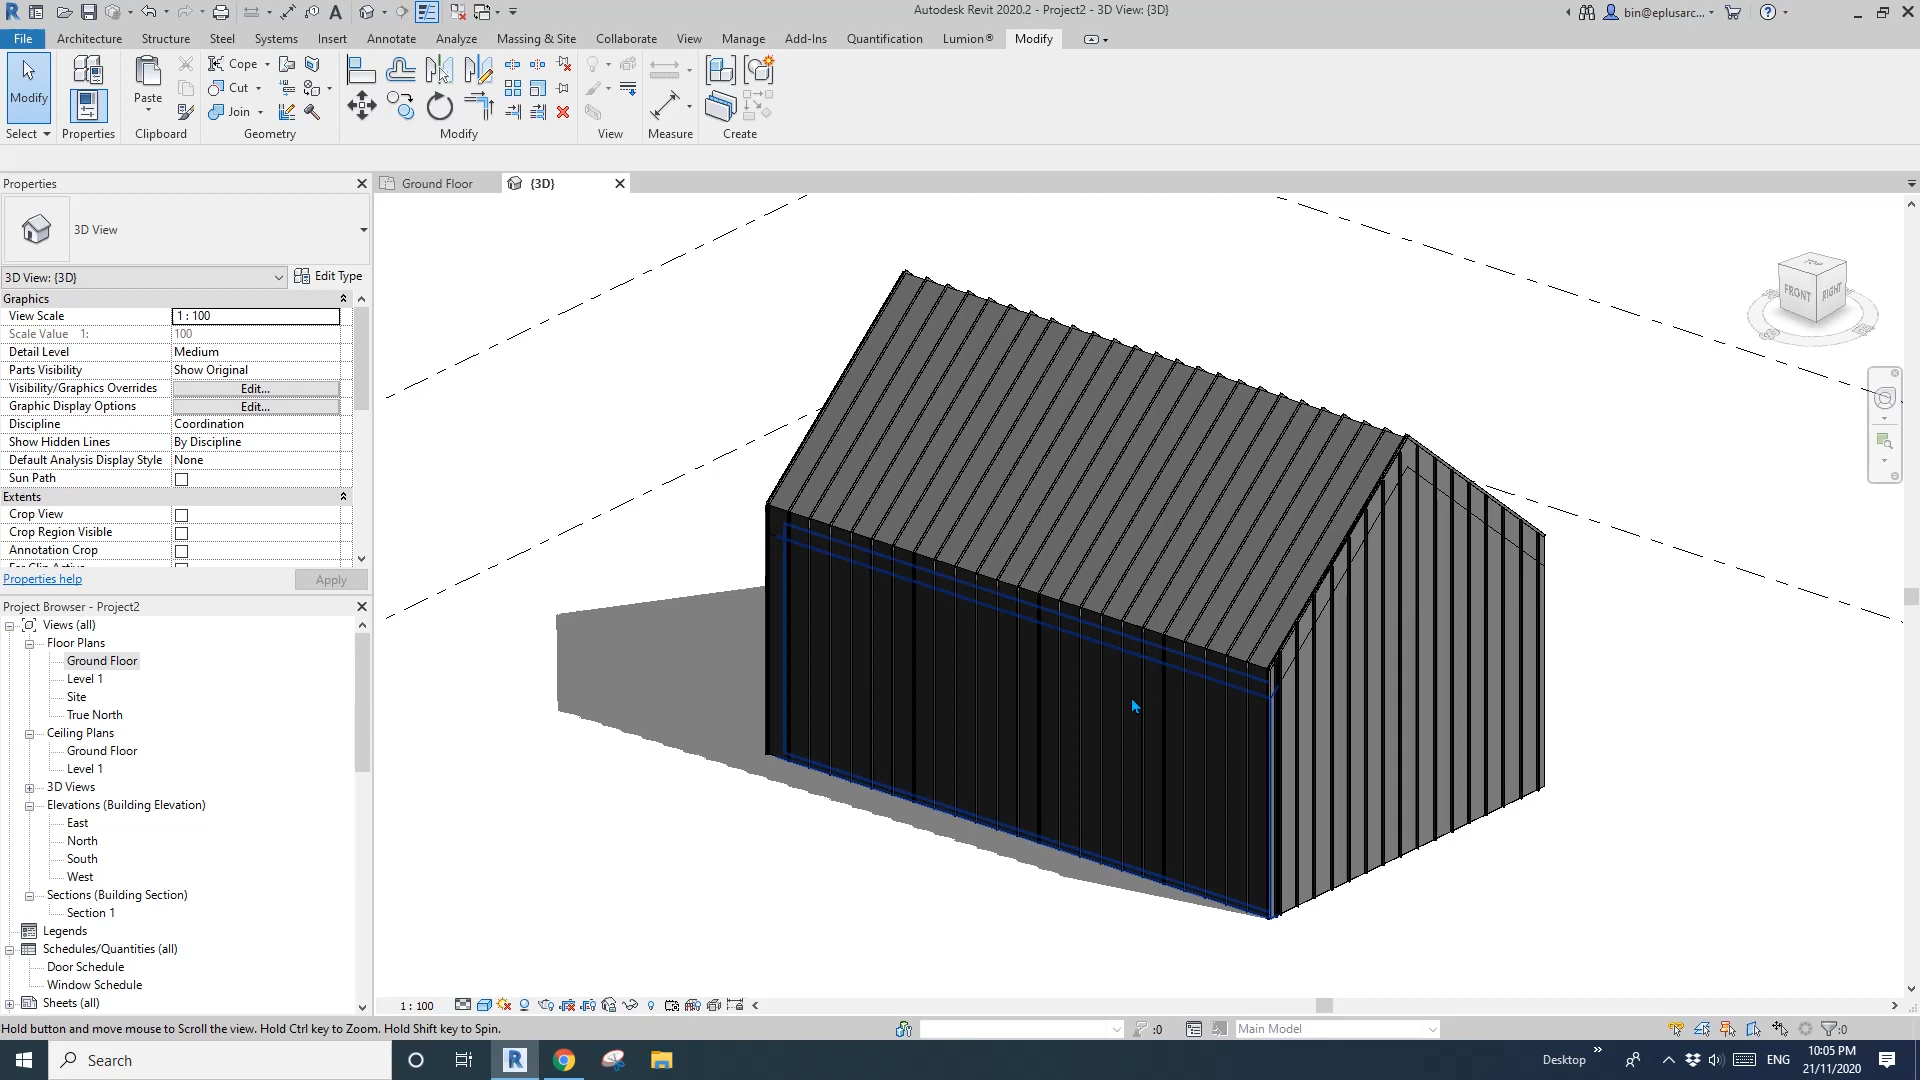 Autodesk Revit 2020.2 - Project2 - 3D View: {3D}
bin@eplusarc...
File Architecture Structure Steel Systems Insert Annotate Analyze Massing & Site Collaborate View Manage Add-Ins Quantification Lumion® Modify
Cope
Cut
Join
Modify
Paste
Select
Properties
Clipboard
Geometry
Modify
View
Measure
Create
Properties
Ground Floor
{3D}
3D View
3D View: {3D}
Edit Type
Graphics
View Scale 1 : 100
Scale Value 1: 100
Detail Level Medium
Parts Visibility Show Original
Visibility/Graphics Overrides Edit...
Graphic Display Options Edit...
Discipline Coordination
Show Hidden Lines By Discipline
Default Analysis Display Style None
Sun Path
Extents
Crop View
Crop Region Visible
Annotation Crop
Properties help
Apply
TOP
FRONT
RIGHT
S
E
Project Browser - Project2
Views (all)
Floor Plans
Ground Floor
Level 1
Site
True North
Ceiling Plans
Ground Floor
Level 1
3D Views
Elevations (Building Elevation)
East
North
South
West
Sections (Building Section)
Section 1
Legends
Schedules/Quantities (all)
Door Schedule
Window Schedule
Sheets (all)
1 : 100
Hold button and move mouse to Scroll the view. Hold Ctrl key to Zoom. Hold Shift key to Spin.
:0
Main Model
:0
Search
Desktop
ENG
10:05 PM
21/11/2020